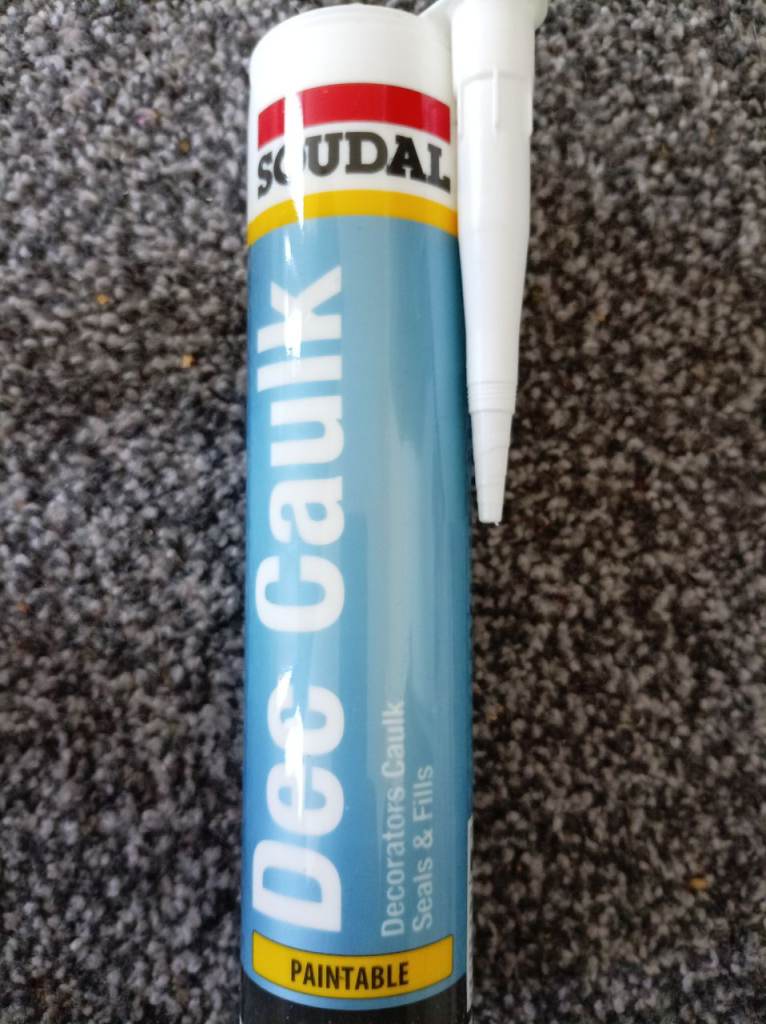 SOUDAL
Dec Caulk
Decorators Caulk
Seals & Fills
PAINTABLE